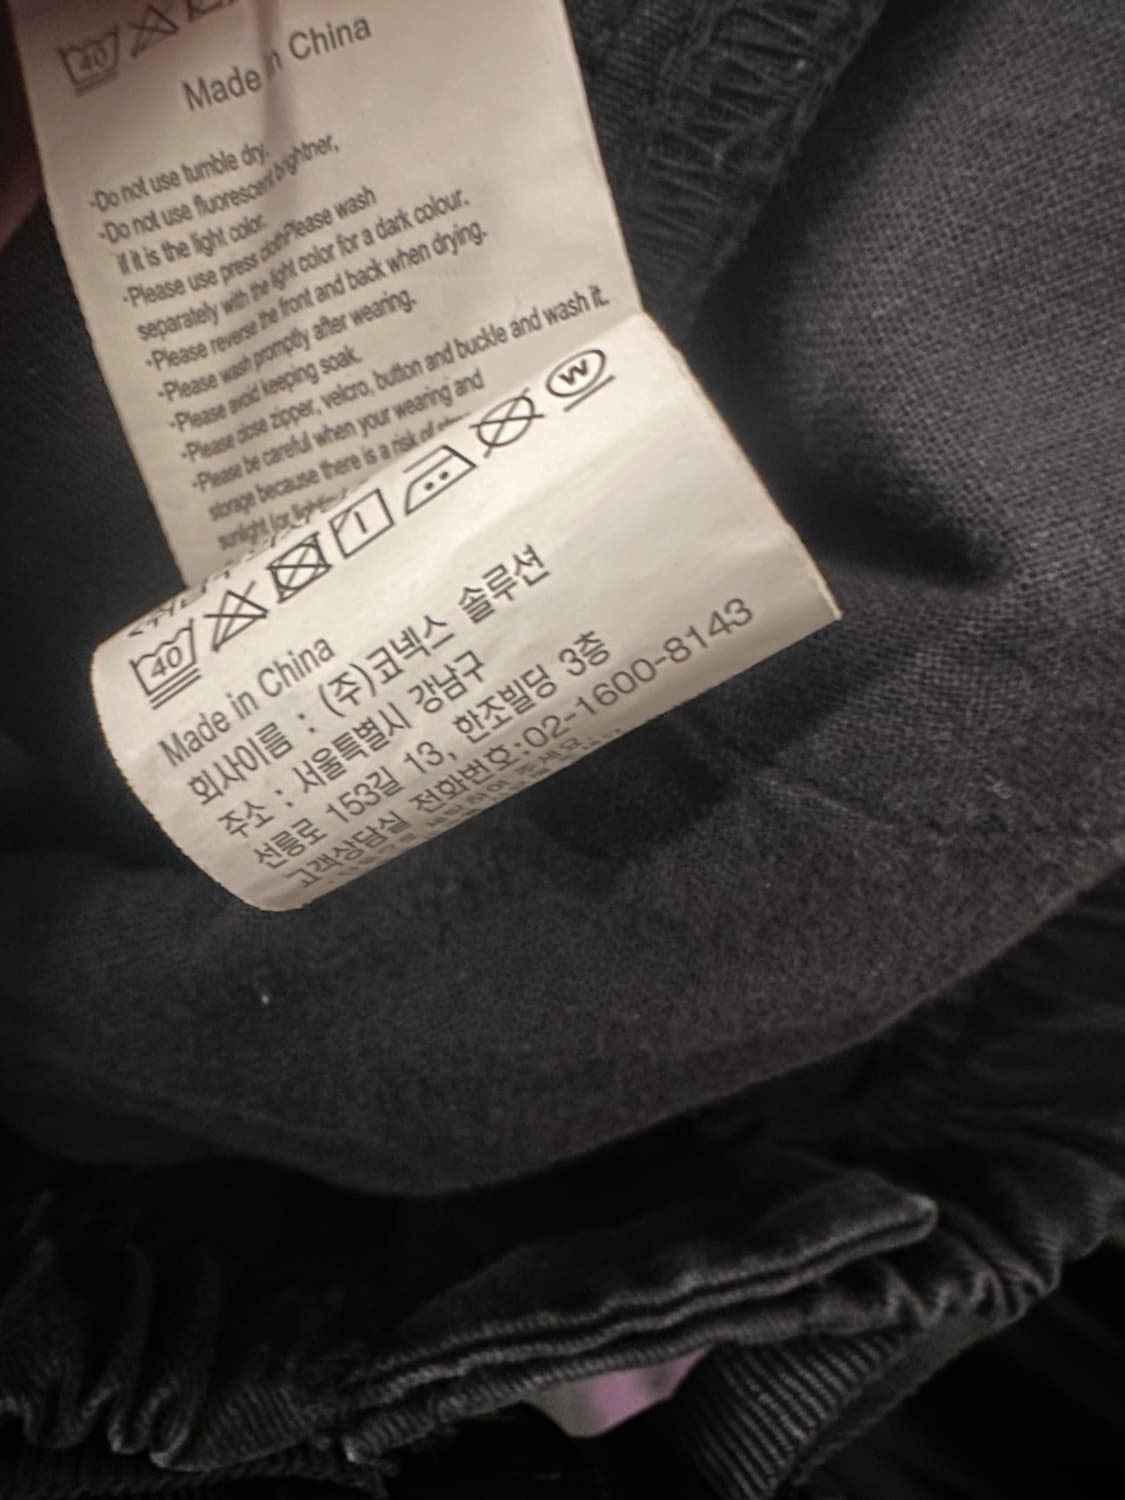 40
Made in China
-Do not use tumble dry.
-Do not use fluorescent brightner,
if it is the light color.
-Please use press clothPlease wash
separately with the light color for a dark colour.
-Please reverse the front and back when drying.
-Please wash promptly after wearing.
-Please avoid keeping soak.
-Please close zipper, velcro, button and buckle and wash it.
-Please be careful when your wearing and
storage because there is a risk of
sunlight
40 W
Made in China
회사이름 : (주)코넥스 솔루션
주소 : 서울특별시 강남구
선릉로 153길 13, 한조빌딩 3층
고객상담실 전화번호:02-1600-8143